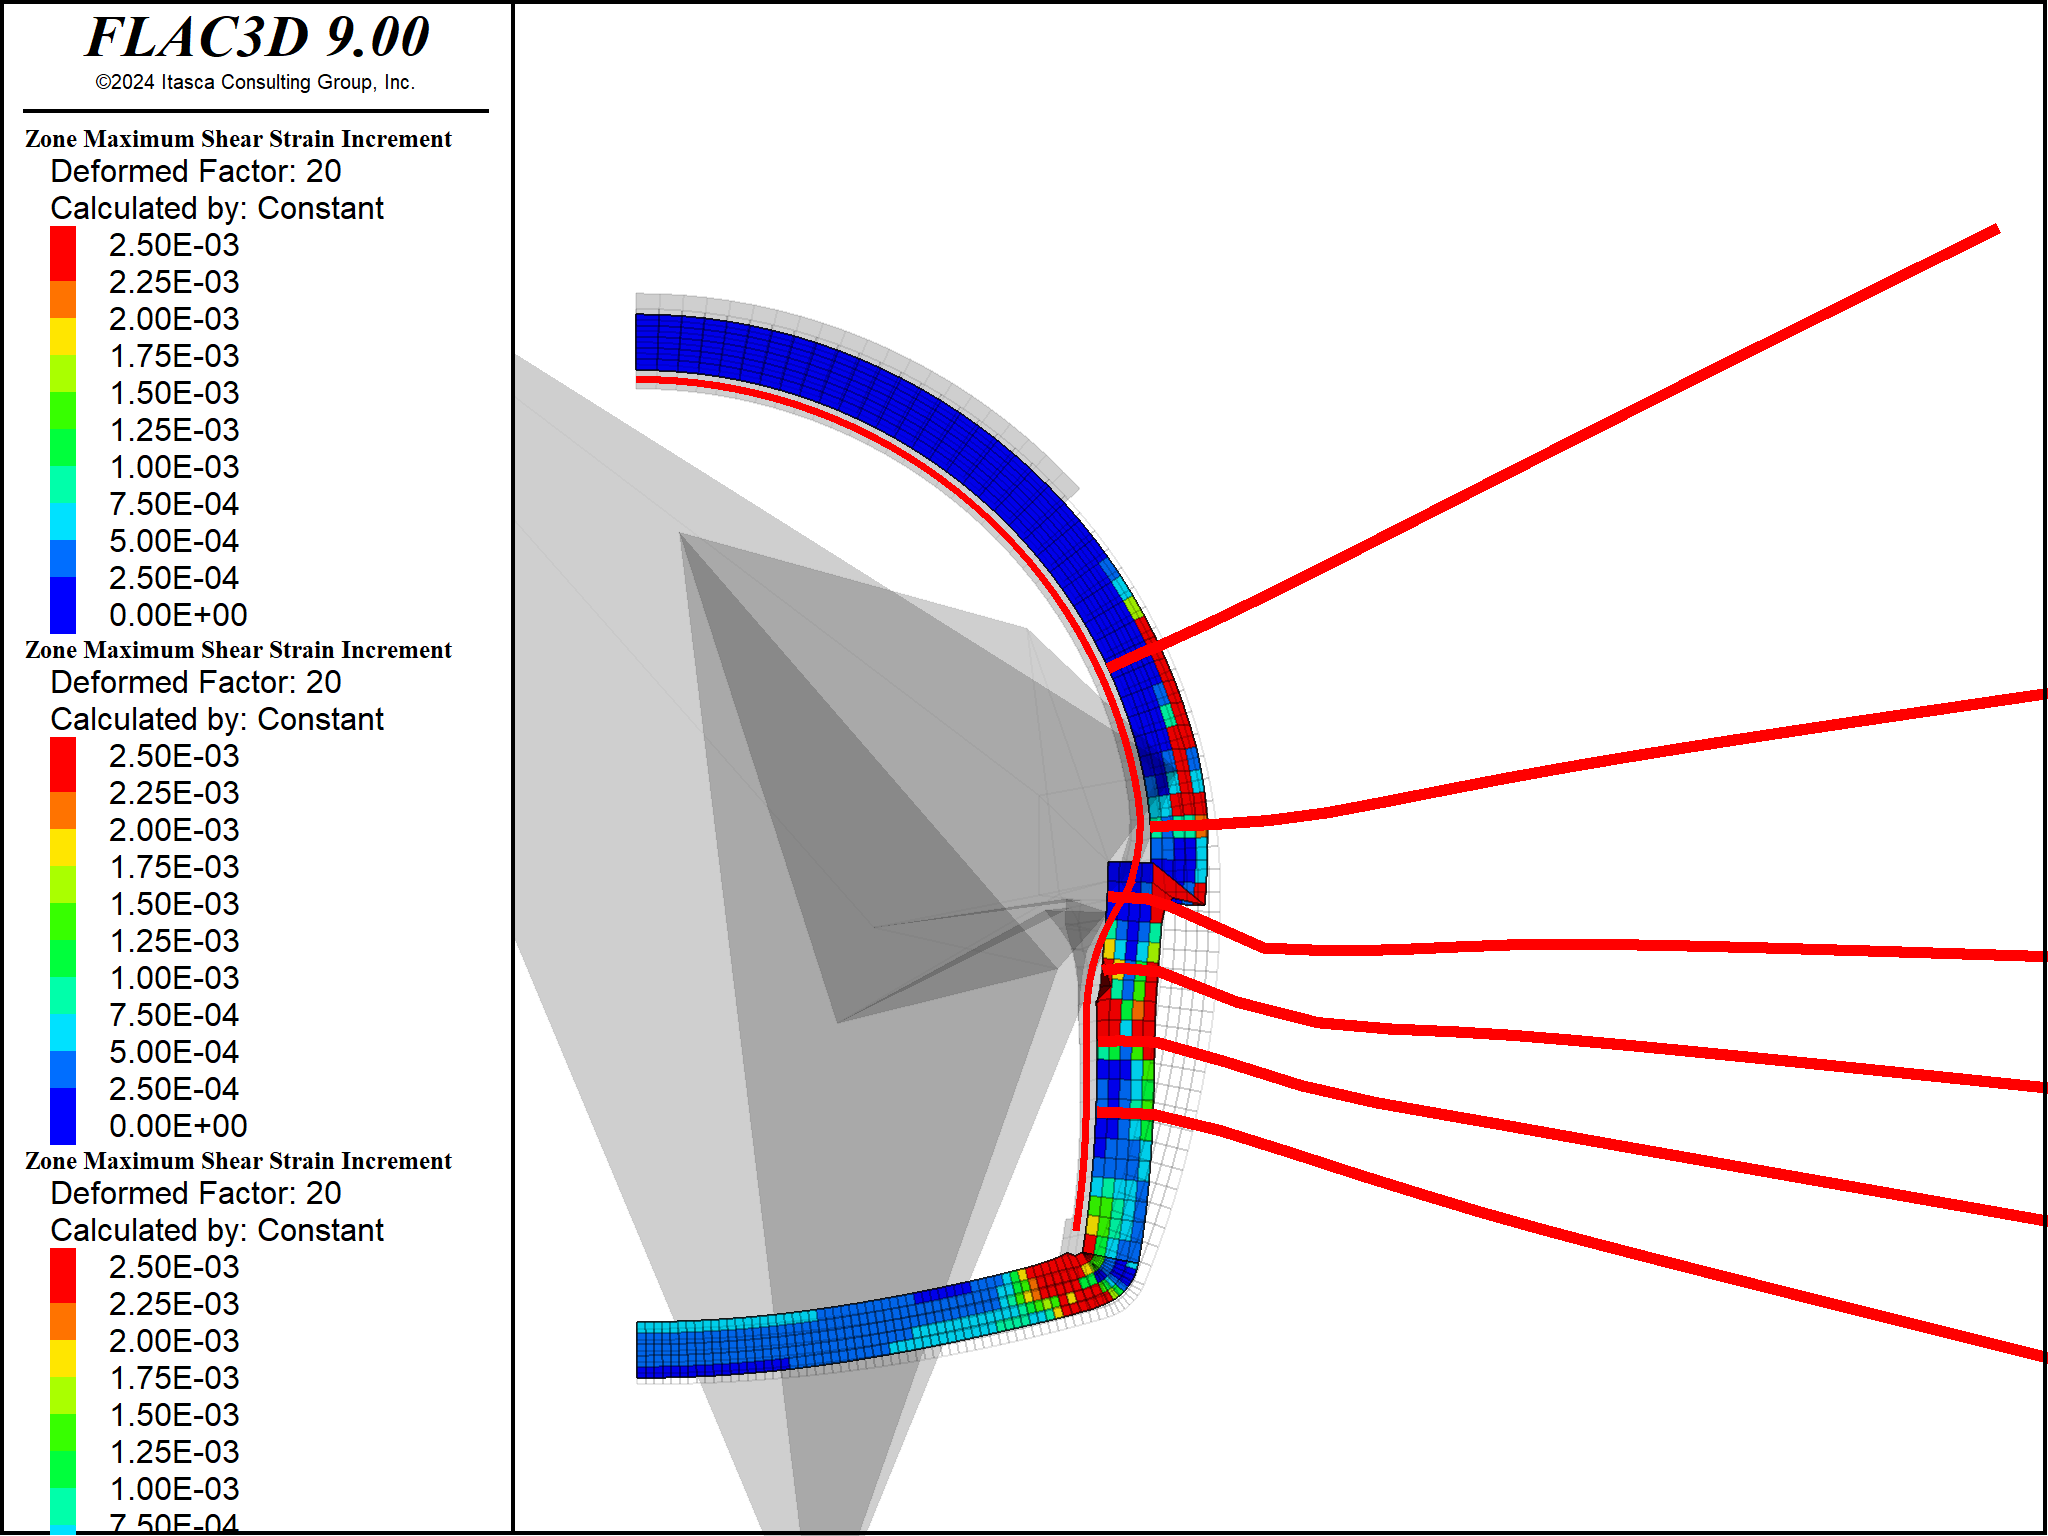 FLAC3D 9.00
©2024 Itasca Consulting Group, Inc.
Zone Maximum Shear Strain Increment
Deformed Factor: 20
Calculated by: Constant
2.50E-03
2.25E-03
2.00E-03
1.75E-03
1.50E-03
1.25E-03
1.00E-03
7.50E-04
5.00E-04
2.50E-04
0.00E+00
Zone Maximum Shear Strain Increment
Deformed Factor: 20
Calculated by: Constant
2.50E-03
2.25E-03
2.00E-03
1.75E-03
1.50E-03
1.25E-03
1.00E-03
7.50E-04
5.00E-04
2.50E-04
0.00E+00
Zone Maximum Shear Strain Increment
Deformed Factor: 20
Calculated by: Constant
2.50E-03
2.25E-03
2.00E-03
1.75E-03
1.50E-03
1.25E-03
1.00E-03
7.50E-04